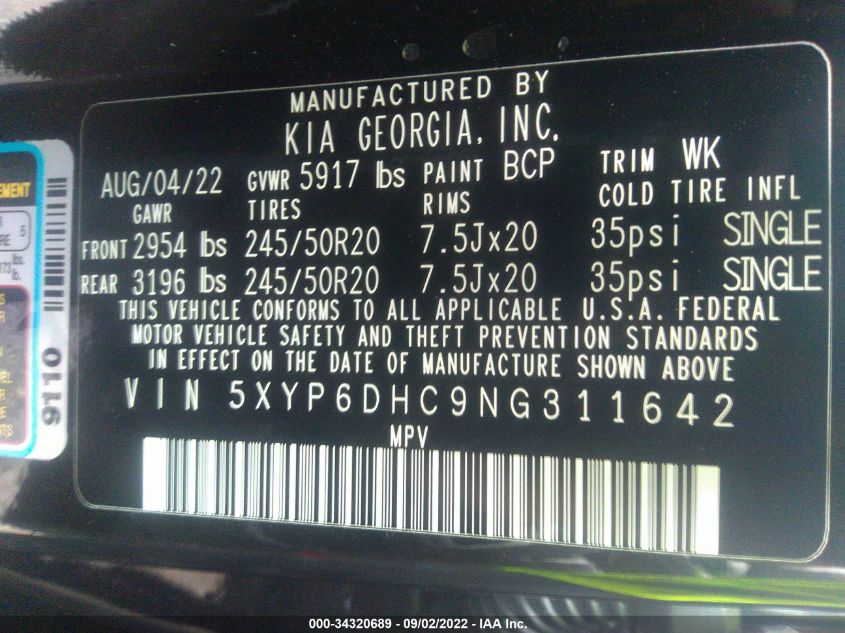 MANUFACTURED BY
KIA GEORGIA, INC.
AUG/04/22 GVWR 5917 lbs PAINT BCP TRIM WK
GAWR TIRES RIMS COLD TIRE INFL
FRONT 2954 lbs 245/50R20 7.5Jx20 35psi SINGLE
REAR 3196 lbs 245/50R20 7.5Jx20 35psi SINGLE
THIS VEHICLE CONFORMS TO ALL APPLICABLE U.S.A. FEDERAL
MOTOR VEHICLE SAFETY AND THEFT PREVENTION STANDARDS
IN EFFECT ON THE DATE OF MANUFACTURE SHOWN ABOVE
VIN 5XYP6DHC9NG311642
MPV
9110
5
000-34320689 - 09/02/2022 - IAA Inc.